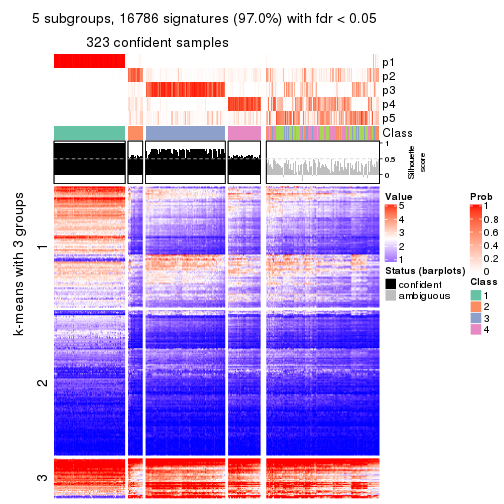 5 subgroups, 16786 signatures (97.0%) with fdr < 0.05
323 confident samples
p1
p2
p3
p4
p5
Class
1
0.5
0
Silhouette
score
k-means with 3 groups
1
2
3
Value
5
4
3
2
1
Status (barplots)
confident
ambiguous
Prob
1
0.8
0.6
0.4
0.2
0
Class
1
2
3
4